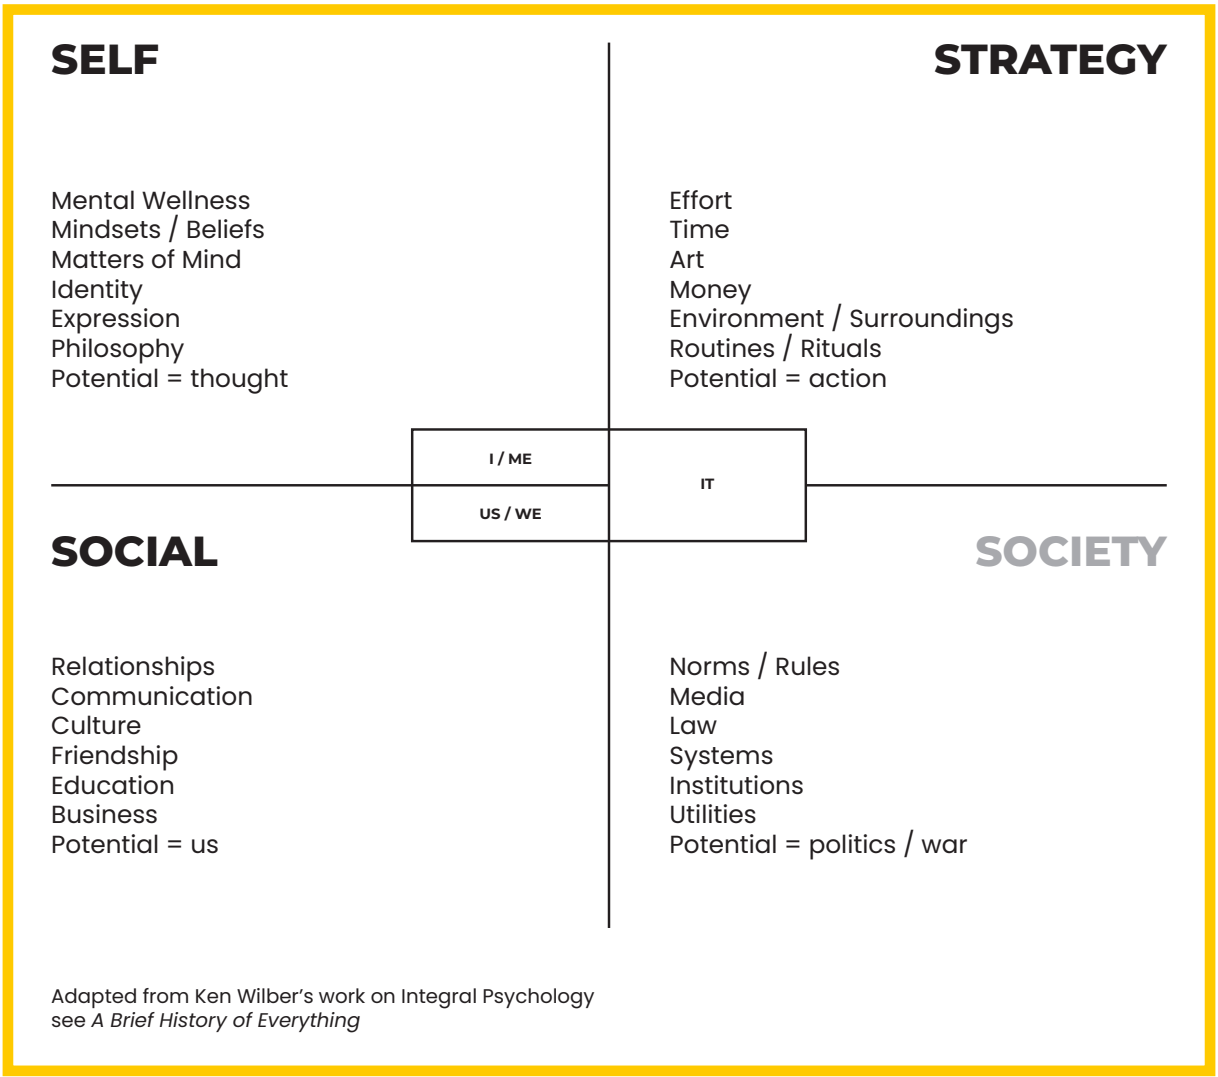 SELF
Mental Wellness
Mindsets / Beliefs
Matters of Mind
Identity
Expression
Philosophy
Potential = thought
STRATEGY
Effort
Time
Art
Money
Environment / Surroundings
Routines / Rituals
Potential = action
I / ME
US / WE
IT
SOCIAL
Relationships
Communication
Culture
Friendship
Education
Business
Potential = us
SOCIETY
Norms / Rules
Media
Law
Systems
Institutions
Utilities
Potential = politics / war
Adapted from Ken Wilber’s work on Integral Psychology
see A Brief History of Everything